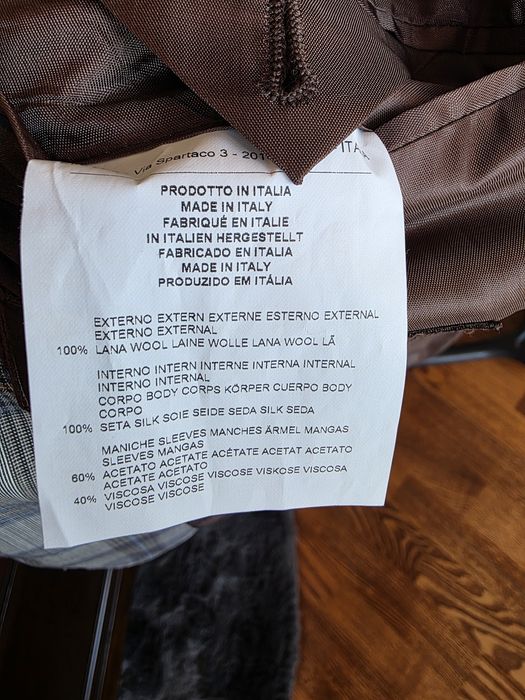 Via Spartaco 3 - 201
PRODOTTO IN ITALIA
MADE IN ITALY
FABRIQUÉ EN ITALIE
IN ITALIEN HERGESTELLT
FABRICADO EN ITALIA
MADE IN ITALY
PRODUZIDO EM ITÁLIA
EXTERNO EXTERN EXTERNE ESTERNO EXTERNAL
EXTERNO EXTERNAL
100% LANA WOOL LAINE WOLLE LANA WOOL LÃ
INTERNO INTERN INTERNE INTERNA INTERNAL
INTERNO INTERNAL
CORPO BODY CORPS KÖRPER CUERPO BODY
CORPO
100% SETA SILK SOIE SEIDE SEDA SILK SEDA
MANICHE SLEEVES MANCHES ÄRMEL MANGAS
SLEEVES MANGAS
60% ACETATO ACETATE ACÉTATE ACETAT ACETATO
ACETATE ACETATO
40% VISCOSA VISCOSE VISCOSE VISKOSE VISCOSA
VISCOSE VISCOSE